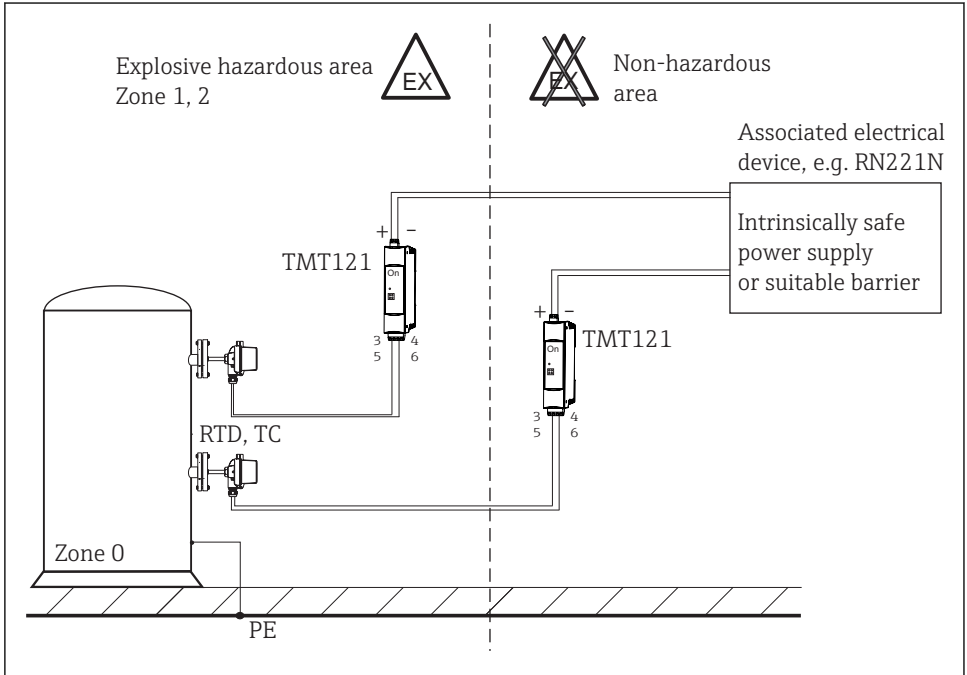 Explosive hazardous area
Zone 1, 2
EX
EX
Non-hazardous
area
Associated electrical
device, e.g. RN221N
Intrinsically safe
power supply
or suitable barrier
+ −
TMT121
On
3 4
5 6
+ −
TMT121
On
3 4
5 6
RTD, TC
Zone 0
PE